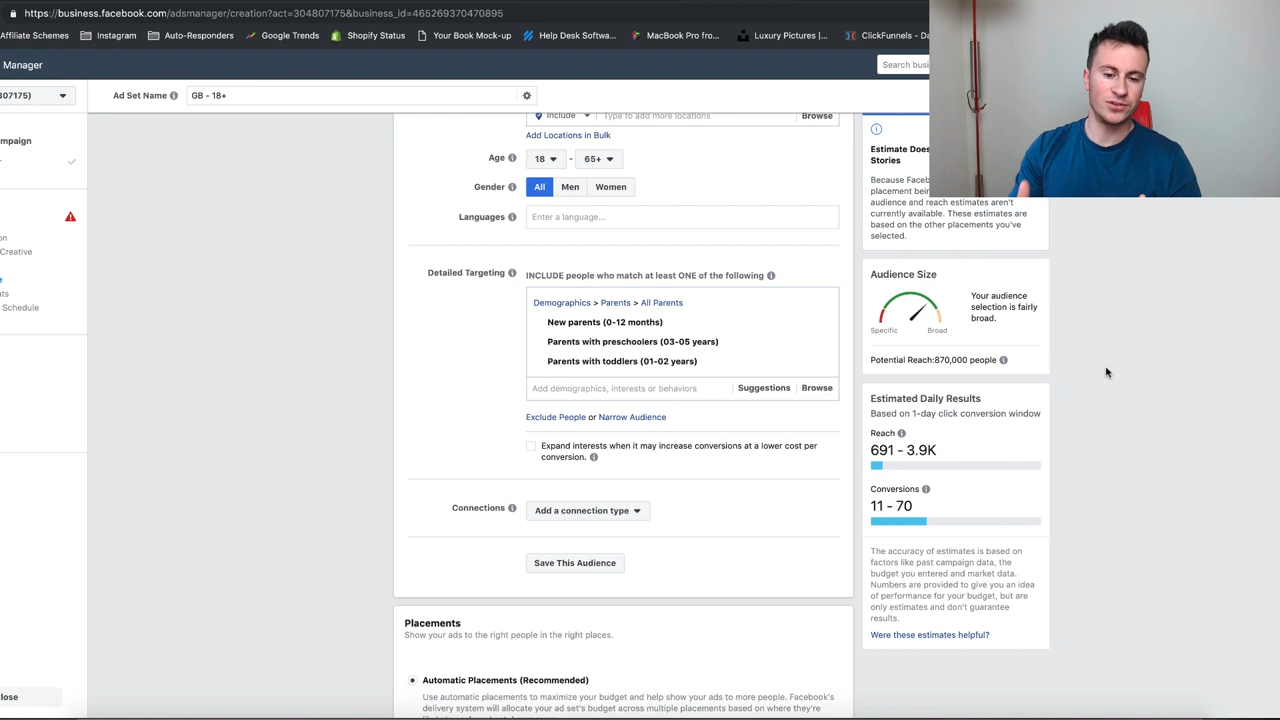 https://business.facebook.com/adsmanager/creation?act=304807175&business_id=465269370470895
Affiliate Schemes
Instagram
Auto-Responders
Google Trends
Shopify Status
Your Book Mock-up
Help Desk Softwa...
MacBook Pro from...
Luxury Pictures |...
ClickFunnels - Da
Manager
Search busi
307175)
Ad Set Name
GB - 18+
mpaign
on
Creative
e
ts
Schedule
lose
Include
Type to add more locations
Browse
Add Locations in Bulk
Age
18
-
65+
Gender
All
Men
Women
Languages
Enter a language...
Detailed Targeting
INCLUDE people who match at least ONE of the following
Demographics > Parents > All Parents
New parents (0-12 months)
Parents with preschoolers (03-05 years)
Parents with toddlers (01-02 years)
Add demographics, interests or behaviors
Suggestions
Browse
Exclude People or Narrow Audience
Expand interests when it may increase conversions at a lower cost per
conversion.
Connections
Add a connection type
Save This Audience
Placements
Show your ads to the right people in the right places.
Automatic Placements (Recommended)
Use automatic placements to maximize your budget and help show your ads to more people. Facebook's
delivery system will allocate your ad set's budget across multiple placements based on where they're
Estimate Does
Stories
Because Faceb
placement bein
audience and reach estimates aren't
currently available. These estimates are
based on the other placements you've
selected.
Audience Size
Specific
Broad
Your audience
selection is fairly
broad.
Potential Reach:870,000 people
Estimated Daily Results
Based on 1-day click conversion window
Reach
691 - 3.9K
Conversions
11 - 70
The accuracy of estimates is based on
factors like past campaign data, the
budget you entered and market data.
Numbers are provided to give you an idea
of performance for your budget, but are
only estimates and don't guarantee
results.
Were these estimates helpful?